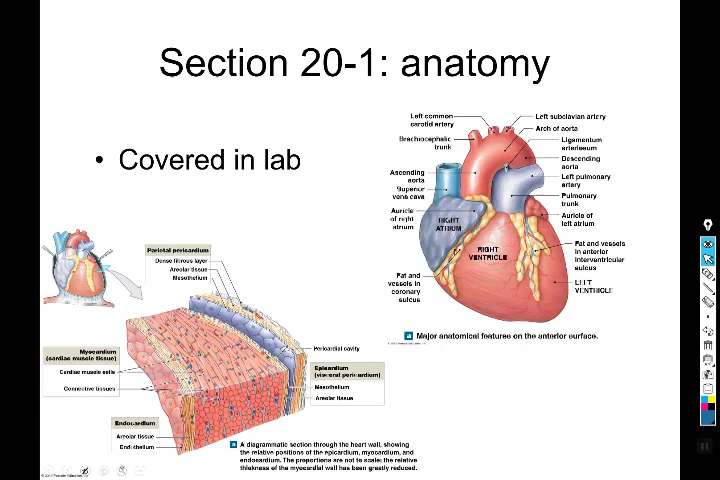 Section 20-1: anatomy
• Covered in lab
Left common
carotid artery
Brachiocephalic
trunk
Ascending
aorta
Superior
vena cava
Auricle
of right
atrium
Fat and
vessels in
coronary
sulcus
RIGHT
ATRIUM
RIGHT
VENTRICLE
Left subclavian artery
Arch of aorta
Ligamentum
arteriosum
Descending
aorta
Left pulmonary
artery
Pulmonary
trunk
Auricle of
left atrium
Fat and vessels
in anterior
interventricular
sulcus
LEFT
VENTRICLE
a Major anatomical features on the anterior surface.
Parietal pericardium
Dense fibrous layer
Areolar tissue
Mesothelium
Myocardium
(cardiac muscle tissue)
Cardiac muscle cells
Connective tissues
Pericardial cavity
Epicardium
(visceral pericardium)
Mesothelium
Areolar tissue
Endocardium
Areolar tissue
Endothelium
a A diagrammatic section through the heart wall, showing
the relative positions of the epicardium, myocardium, and
endocardium. The proportions are not to scale; the relative
thickness of the myocardial wall has been greatly reduced.